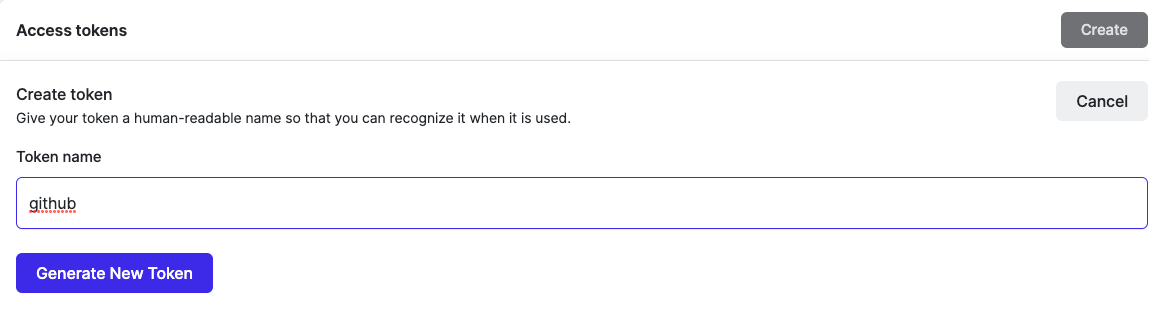 Access tokens
Create
Create token
Cancel
Give your token a human-readable name so that you can recognize it when it is used.
Token name
github
Generate New Token